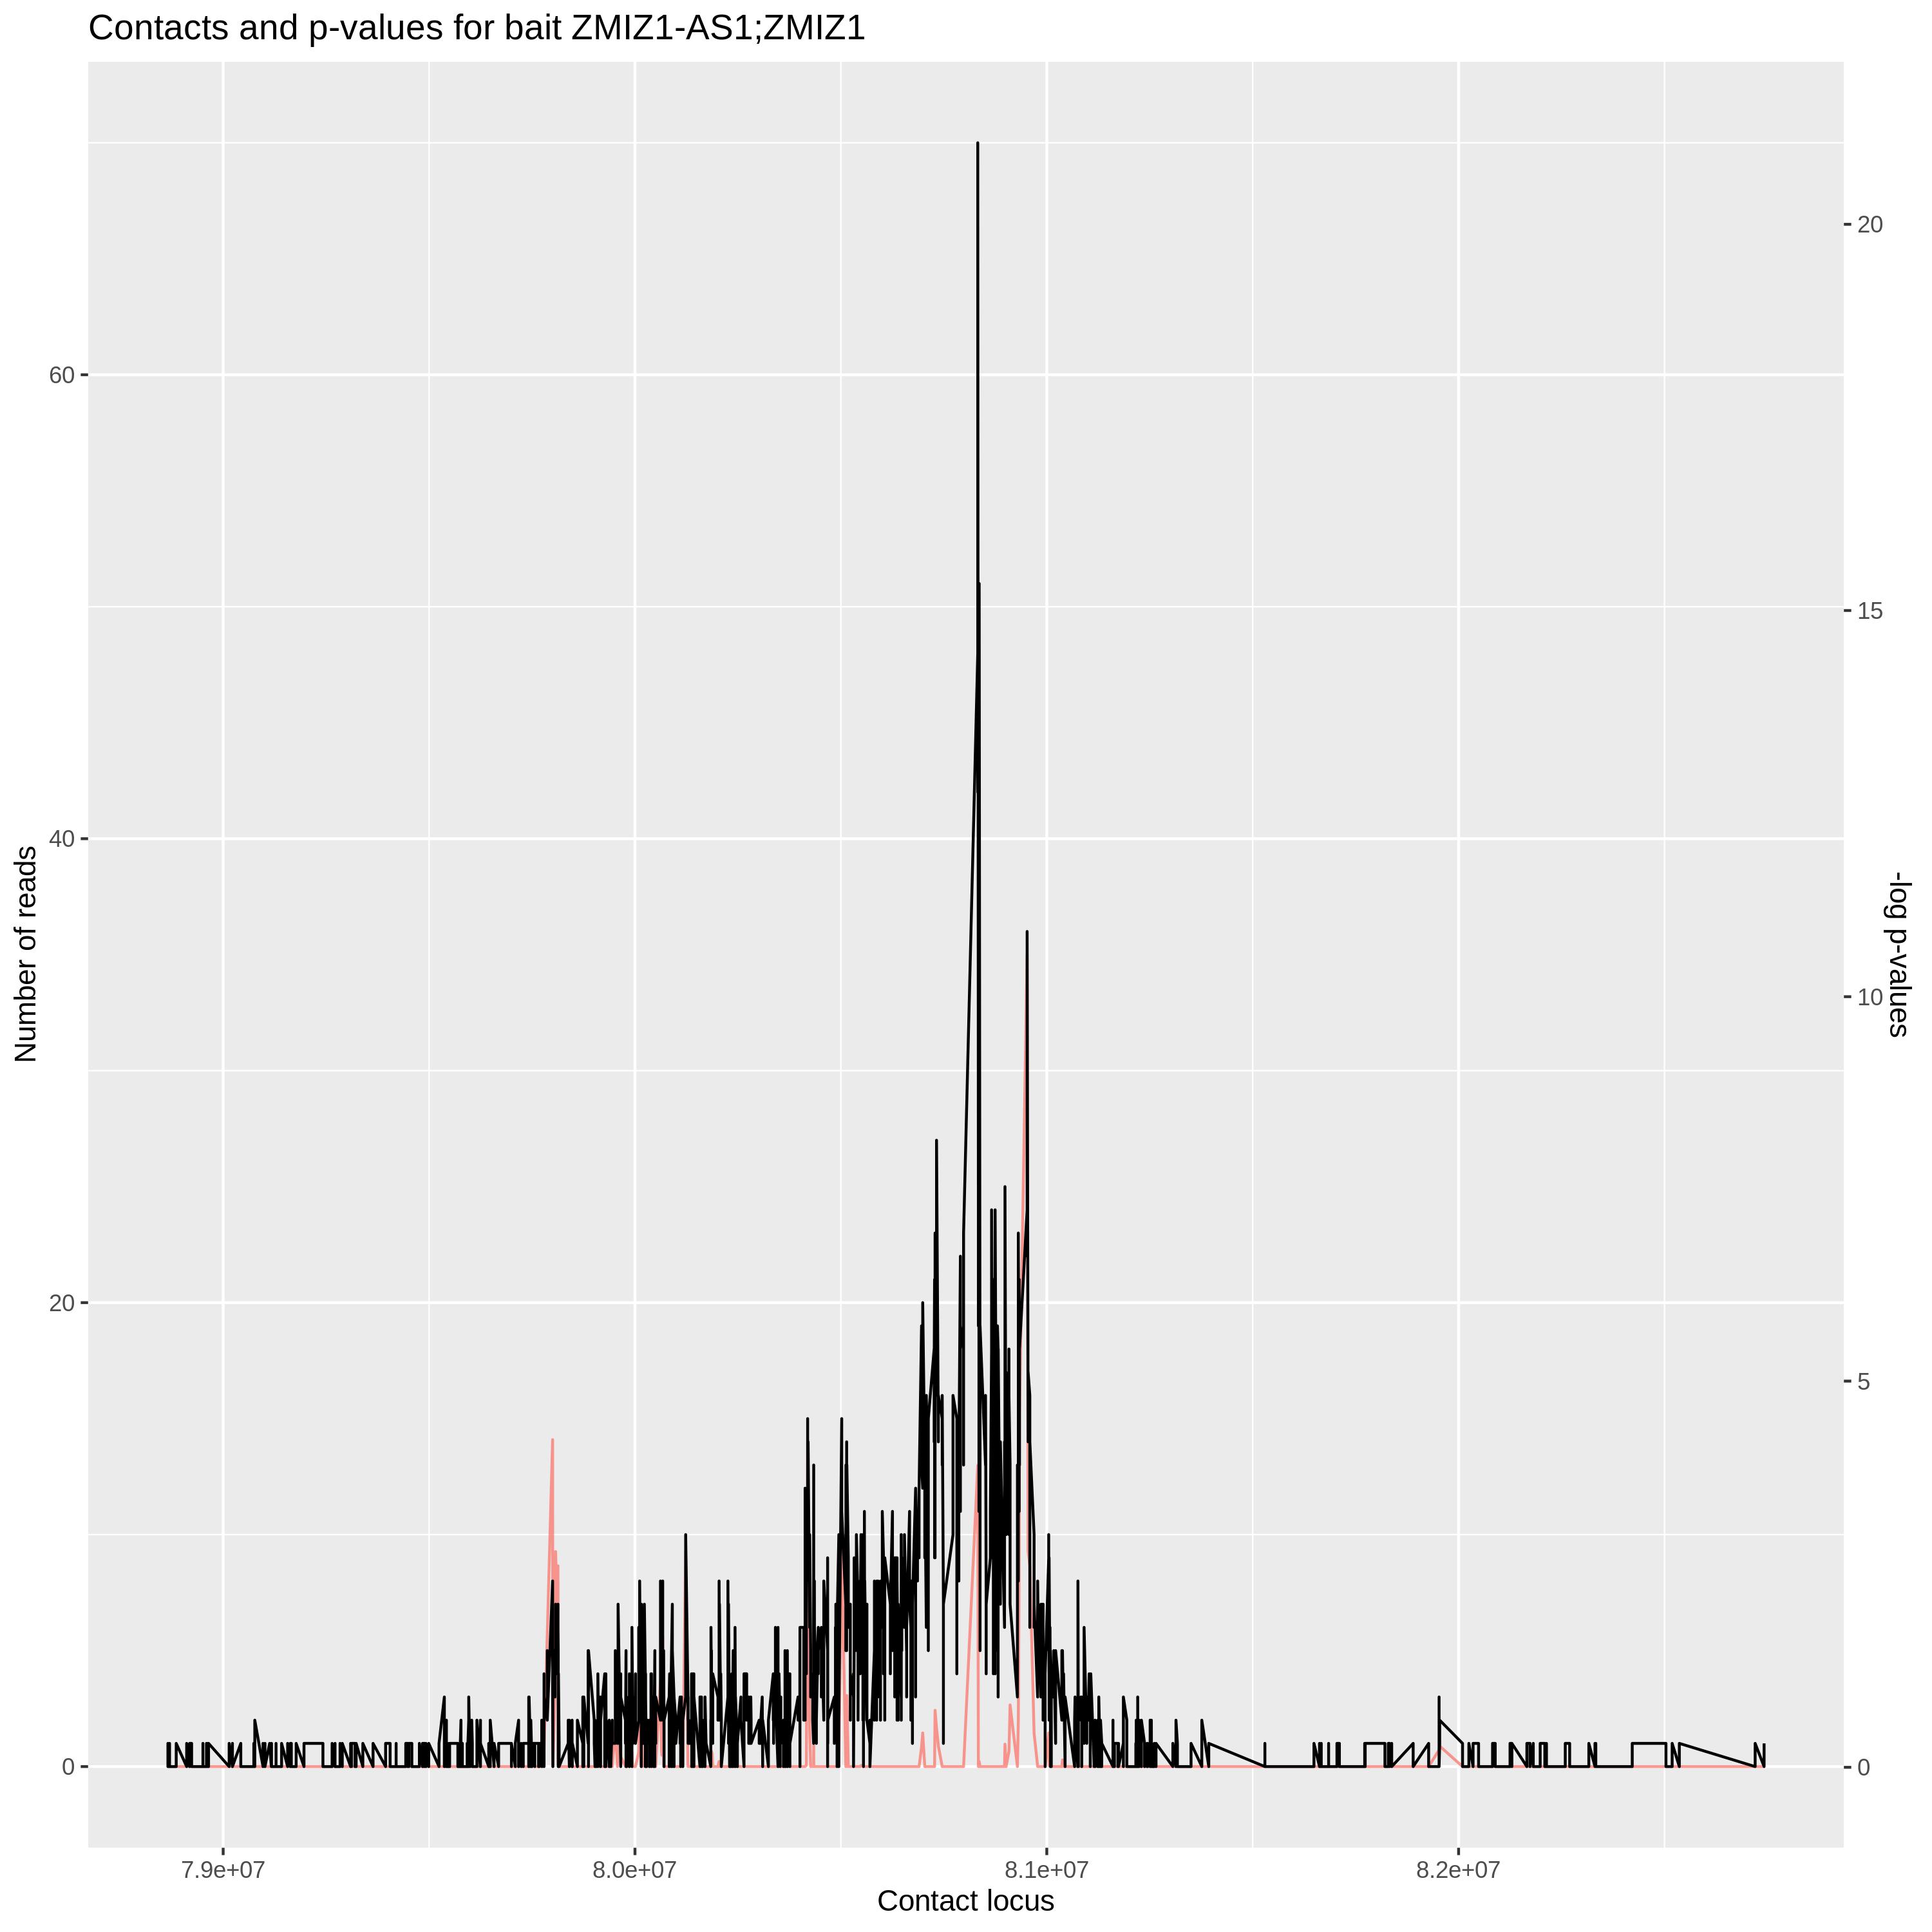 Contacts and p-values for bait ZMIZ1-AS1;ZMIZ1
Number of reads
60
40
20
0
20
15
10
5
0
-log p-values
7.9e+07
8.0e+07
8.1e+07
8.2e+07
Contact locus